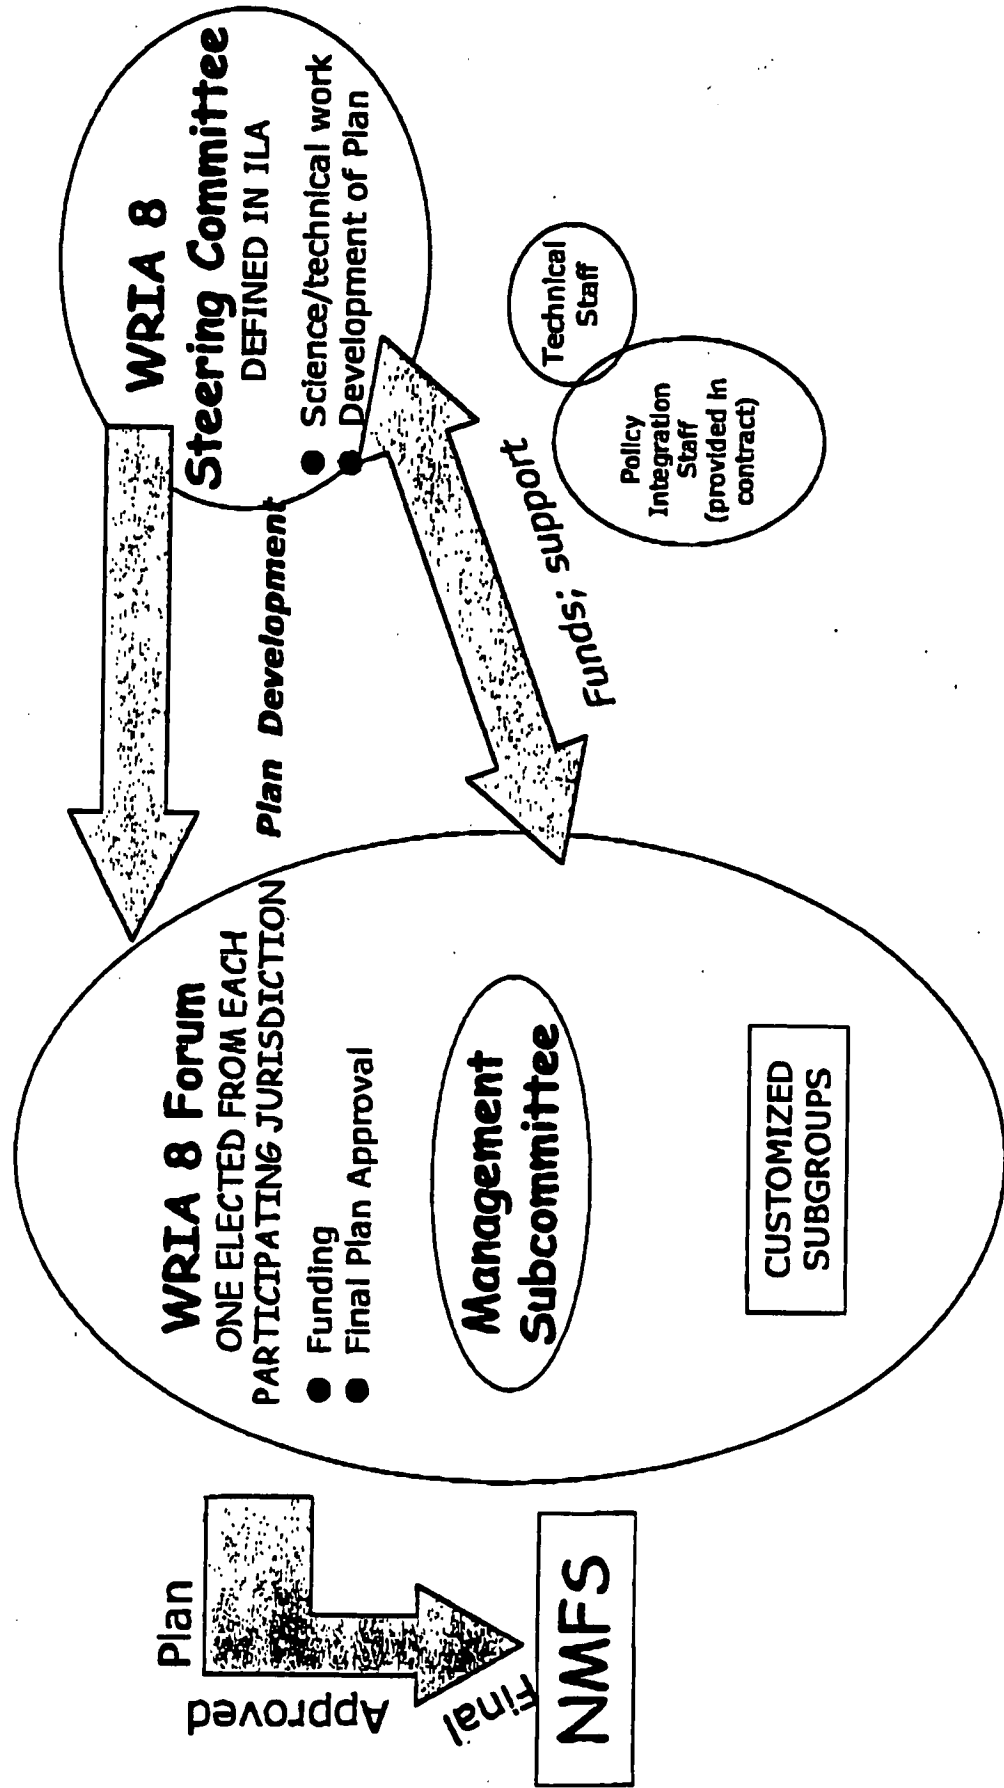 Plan
Approved
Final
NMFS
WRIA 8 Forum
ONE ELECTED FROM EACH
PARTICIPATING JURISDICTION
● Funding
● Final Plan Approval
Management
Subcommittee
CUSTOMIZED
SUBGROUPS
Plan Development
Funds; support
WRIA 8
Steering Committee
DEFINED IN ILA
● Science/technical work
● Development of Plan
Technical
Staff
Policy
Integration
Staff
(provided in
contract)